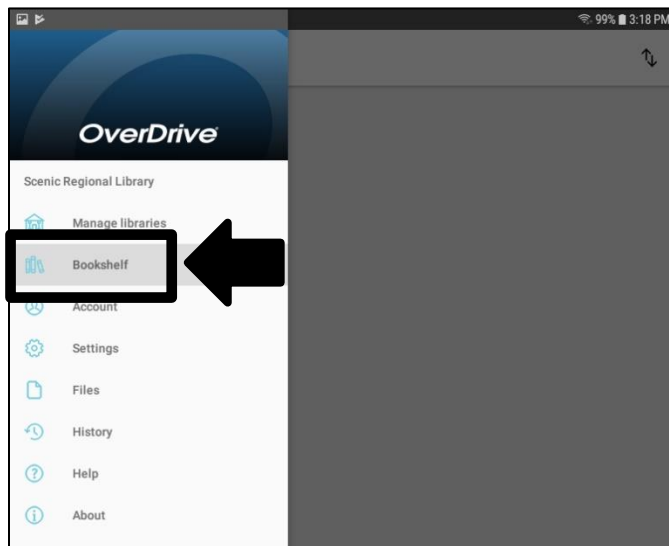 99% 3:18 PM
OverDrive
Scenic Regional Library
Manage libraries
Bookshelf
Account
Settings
Files
History
Help
About